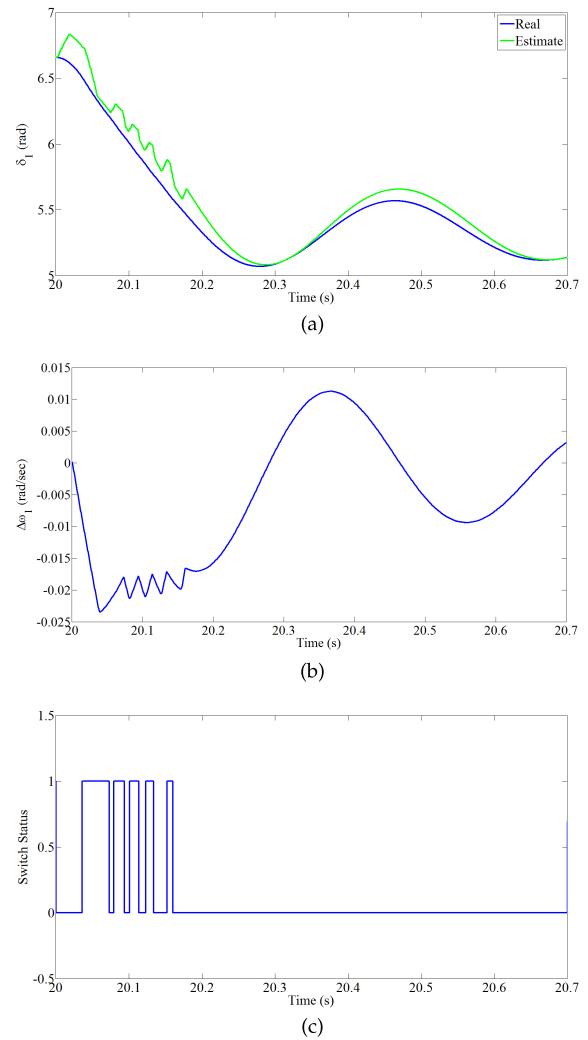 7
Real
Estimate
6.5
6
5.5
5
δ1 (rad)
20 20.1 20.2 20.3 20.4 20.5 20.6 20.7
Time (s)
(a)
0.015
0.01
0.005
0
-0.005
-0.01
-0.015
-0.02
-0.025
Δω1 (rad/sec)
20 20.1 20.2 20.3 20.4 20.5 20.6 20.7
Time (s)
(b)
1.5
1
0.5
0
-0.5
Switch Status
20 20.1 20.2 20.3 20.4 20.5 20.6 20.7
Time (s)
(c)